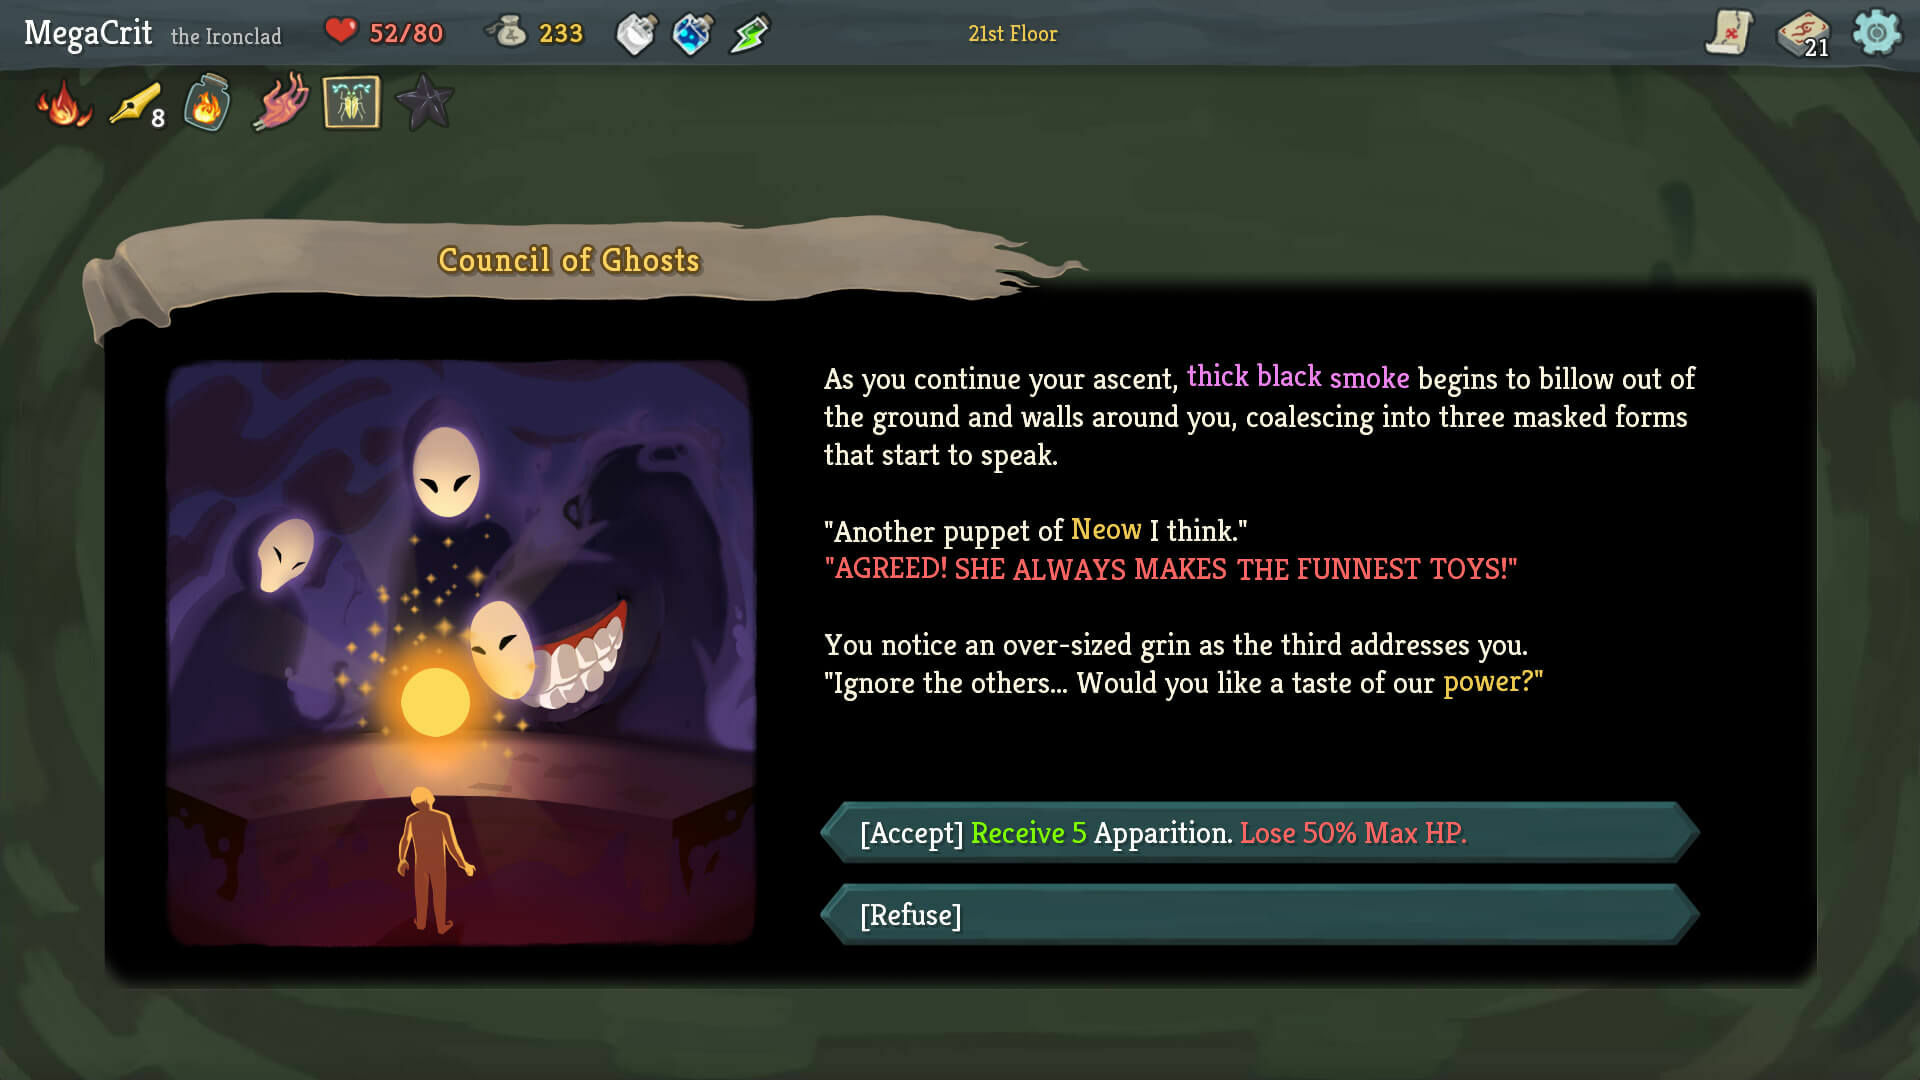 MegaCrit the Ironclad 52/80 233 21st Floor 21
8
Council of Ghosts
As you continue your ascent, thick black smoke begins to billow out of
the ground and walls around you, coalescing into three masked forms
that start to speak.
"Another puppet of Neow I think."
"AGREED! SHE ALWAYS MAKES THE FUNNEST TOYS!"
You notice an over-sized grin as the third addresses you.
"Ignore the others... Would you like a taste of our power?"
[Accept] Receive 5 Apparition. Lose 50% Max HP.
[Refuse]